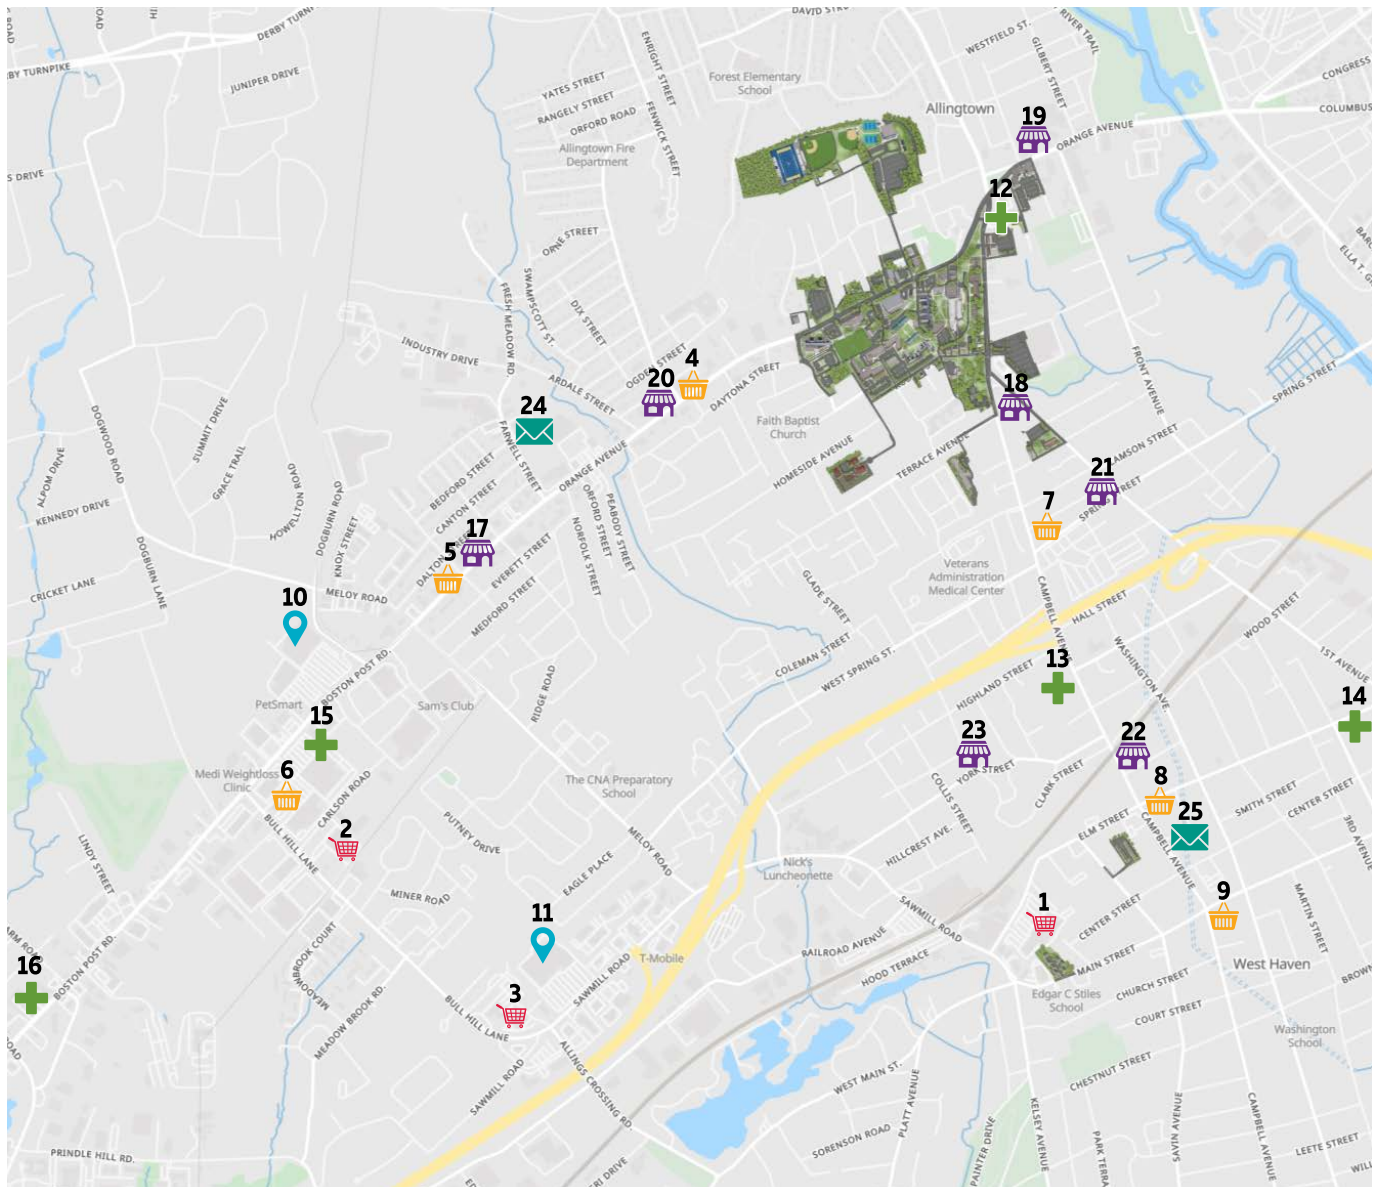 DAVID STREET
DERBY TURNPIKE
JUNIPER DRIVE
ENRIGHT STREET
FENWICK STREET
YATES STREET
RANGELY STREET
ORFORD ROAD
Allingtown Fire
Department
Forest Elementary
School
Allingtown
WESTFIELD ST.
GILBERT STREET
RIVER TRAIL
CONGRESS
COLUMBUS
ORANGE AVENUE
19
12
S DRIVE
ORNE STREET
SWAMPSCOTT ST.
FRESH MEADOW RD.
DIX STREET
INDUSTRY DRIVE
OGDEN STREET
ARDALE STREET
DAYTONA STREET
4
20
24
FRONT AVENUE
SPRING STREET
18
Faith Baptist
Church
HOMESIDE AVENUE
TERRACE AVENUE
LAMSON STREET
21
7
DOGWOOD ROAD
SUMMIT DRIVE
GRACE TRAIL
ALPOM DRIVE
KENNEDY DRIVE
HOWELLTON ROAD
DOGBURN ROAD
KNOX STREET
DOGBURN LANE
CRICKET LANE
MELOY ROAD
FARWELL STREET
BEDFORD STREET
CANTON STREET
ORANGE AVENUE
ORFORD STREET
PEABODY STREET
NORFOLK STREET
EVERETT STREET
MEDFORD STREET
17
5
10
GLADE STREET
Veterans
Administration
Medical Center
CAMPBELL AVENUE
HALL STREET
WOOD STREET
1ST AVENUE
WASHINGTON AVE.
COLEMAN STREET
WEST SPRING ST.
HIGHLAND STREET
13
14
BOSTON POST RD.
PetSmart
Sam's Club
RIDGE ROAD
15
6
Medi Weightloss
Clinic
CARLSON ROAD
BULL HILL LANE
2
LINDY STREET
PUTNEY DRIVE
The CNA Preparatory
School
MELOY ROAD
EAGLE PLACE
MINER ROAD
23
YORK STREET
COLLIS STREET
CLARK STREET
22
8
25
ELM STREET
SMITH STREET
CENTER STREET
3RD AVENUE
HILLCREST AVE.
Nick's
Luncheonette
CAMPBELL AVENUE
9
MARTIN STREET
1
CENTER STREET
MAIN STREET
SAWMILL ROAD
RAILROAD AVENUE
HOOD TERRACE
West Haven
CHURCH STREET
COURT STREET
Edgar C Stiles
School
Washington
School
11
T-Mobile
SAWMILL ROAD
3
BULL HILL LANE
16
BOSTON POST RD.
MEADOWBROOK COURT
MEADOW BROOK RD.
SAWMILL ROAD
ALLINGS CROSSING RD.
WEST MAIN ST.
PLATT AVENUE
SORENSON ROAD
PAINTER DRIVE
KELSEY AVENUE
CHESTNUT STREET
PARK TERRA
SAVIN AVENUE
CAMPBELL AVENUE
LEETE STREET
PRINDLE HILL RD.